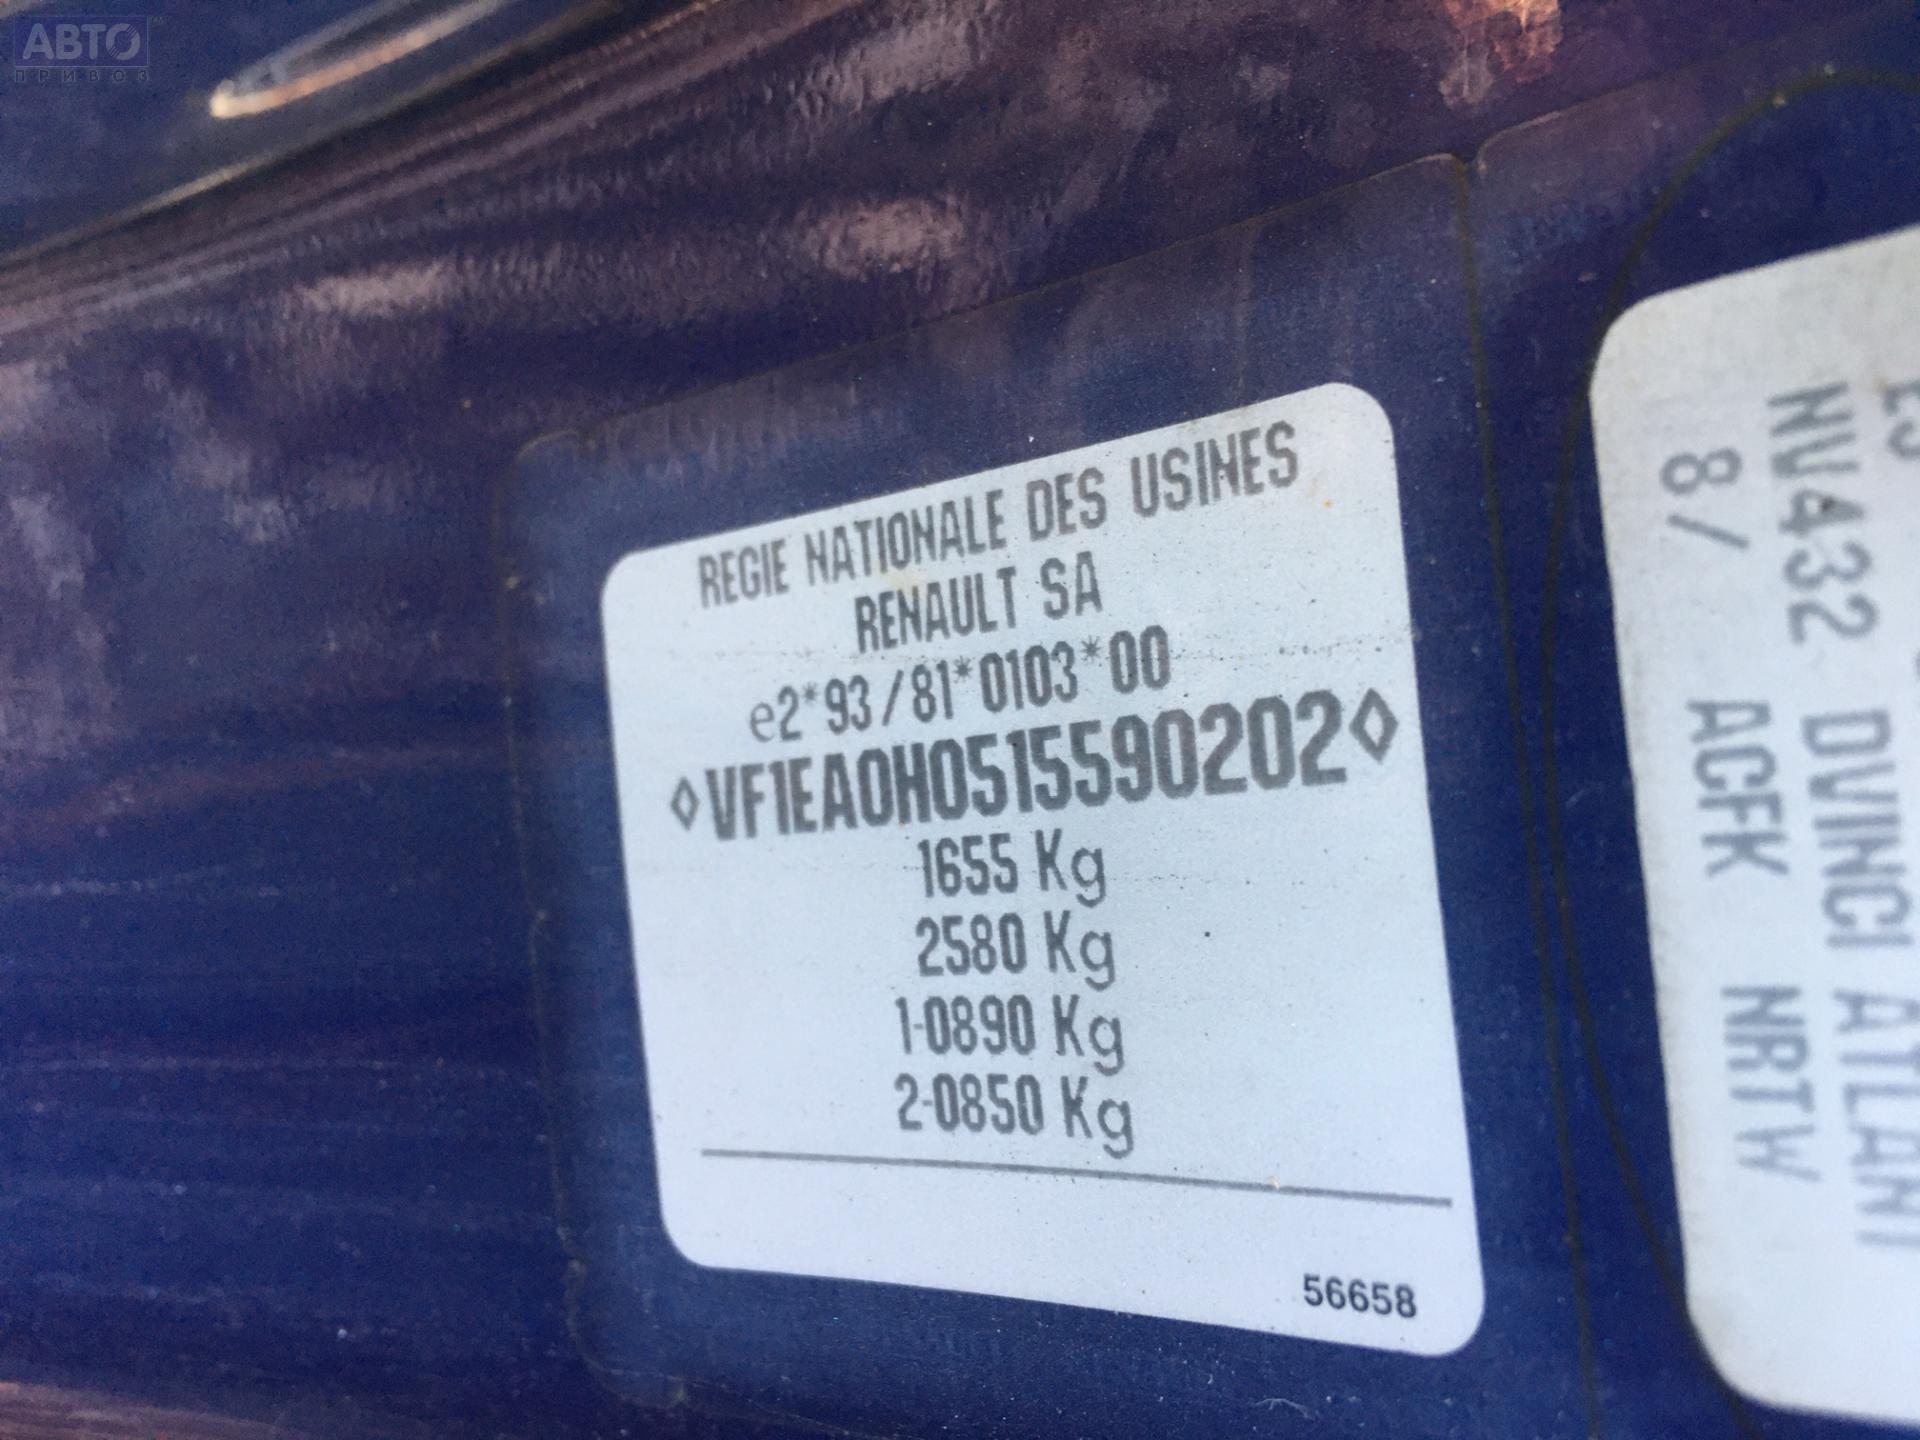 АВТО
ПРИВОЗ
REGIE NATIONALE DES USINES
RENAULT SA
e2*93/81*0103*00
◊VF1EA0H0515590202◊
1655 Kg
2580 Kg
1-0890 Kg
2-0850 Kg
56658
NV432 DVINCI ATLANI
8/ ACFK NRTW